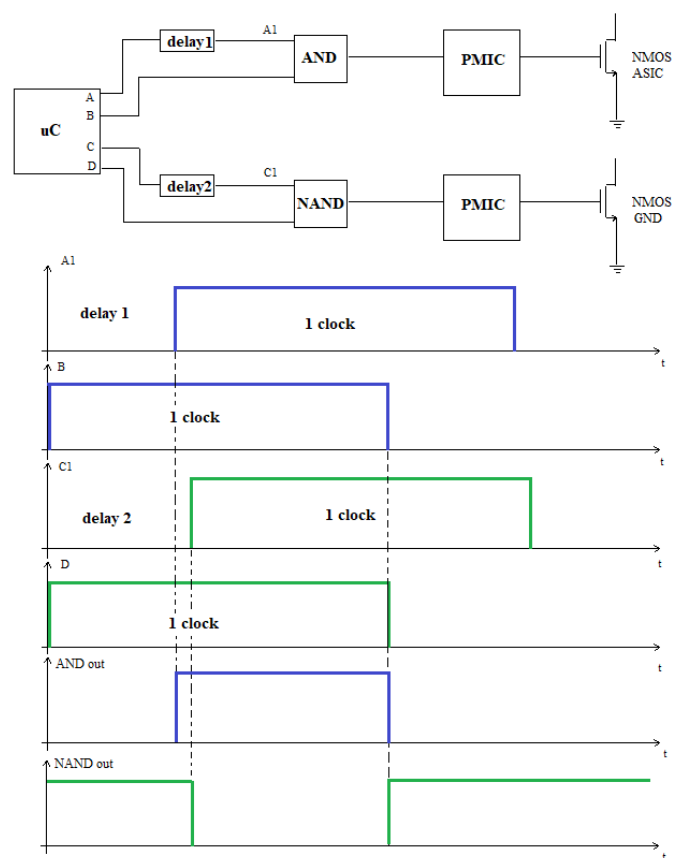 A1
delay1
AND
PMIC
NMOS
ASIC
uC
A
B
C
D
C1
delay2
NAND
PMIC
NMOS
GND
A1
delay 1
1 clock
t
B
1 clock
t
C1
delay 2
1 clock
t
D
1 clock
t
AND out
t
NAND out
t